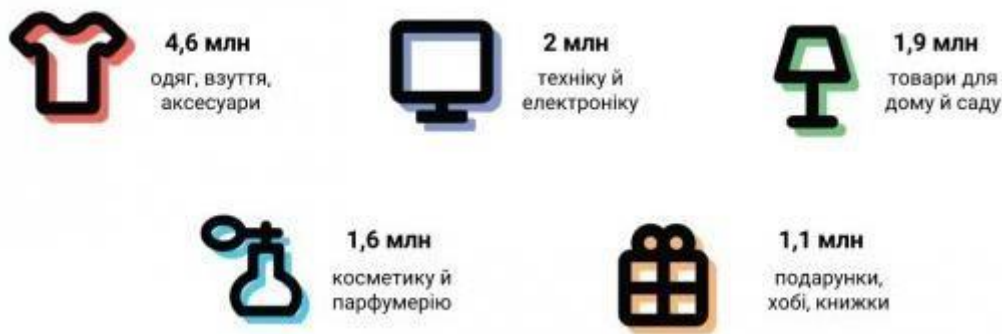 4,6 млн
одяг, взуття,
аксесуари
2 млн
техніку й
електроніку
1,9 млн
товари для
дому й саду
1,6 млн
косметику й
парфумерію
1,1 млн
подарунки,
хобі, книжки